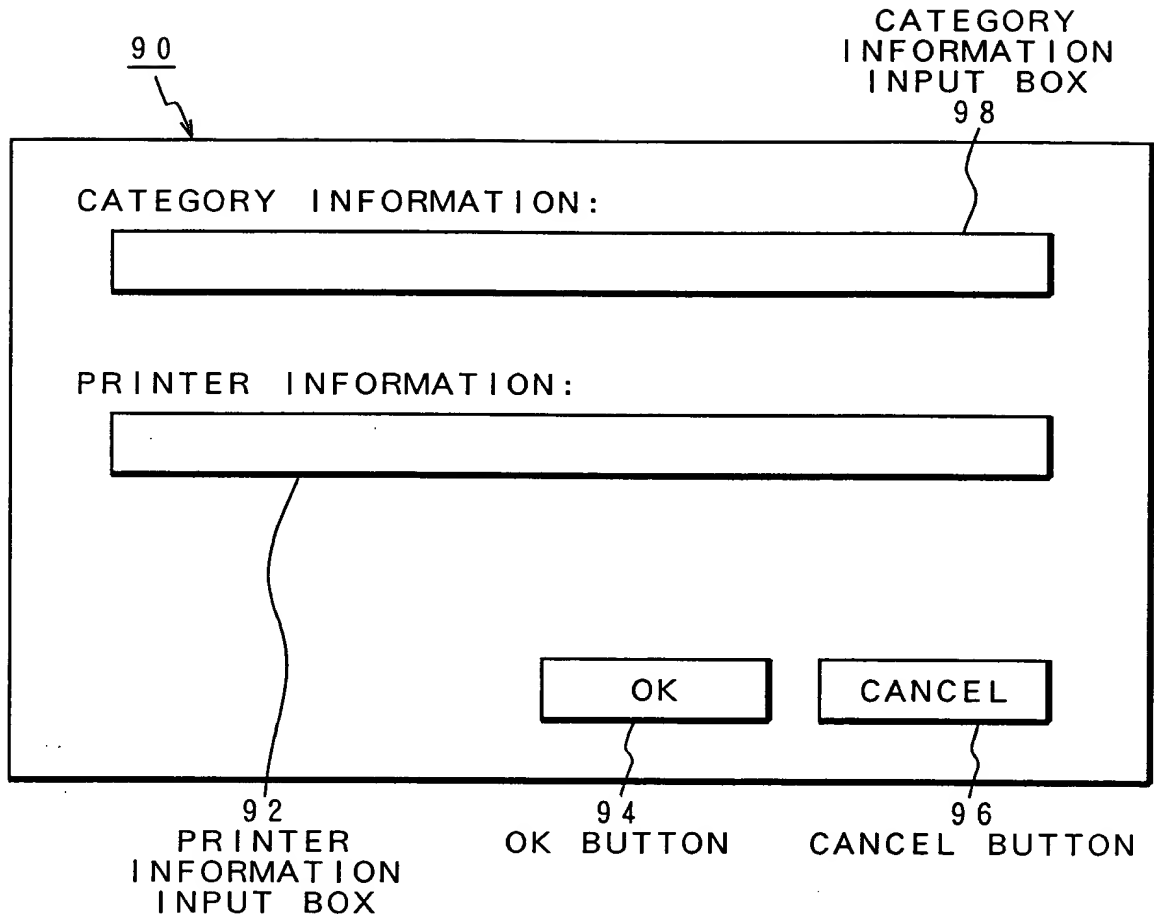 CATEGORY
INFORMATION
INPUT BOX
98
90
CATEGORY INFORMATION:
PRINTER INFORMATION:
OK
CANCEL
92
PRINTER
INFORMATION
INPUT BOX
94
OK BUTTON
96
CANCEL BUTTON